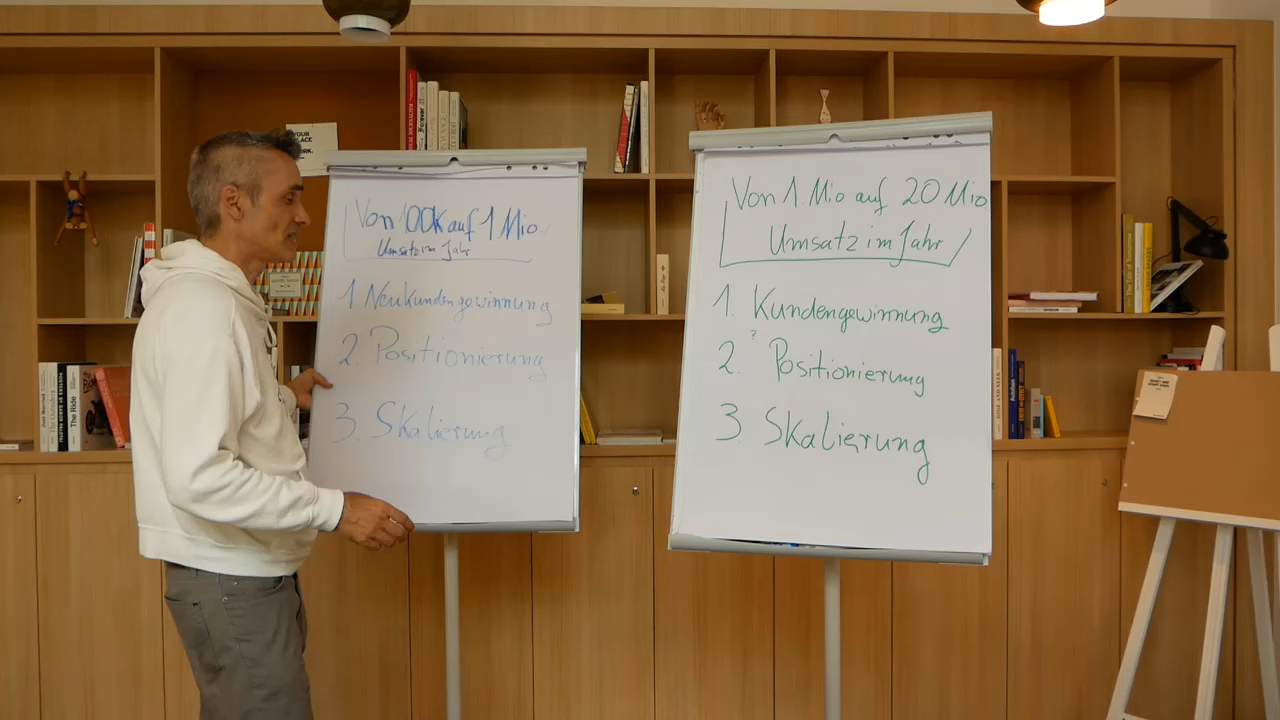 Von 100K auf 1 Mio
Umsatz im Jahr
1. Neukundengewinnung
2. Positionierung
3. Skalierung
Von 1. Mio auf 20 Mio
Umsatz im Jahr
1. Kundengewinnung
?
2. Positionierung
3. Skalierung
YOUR
The Ride